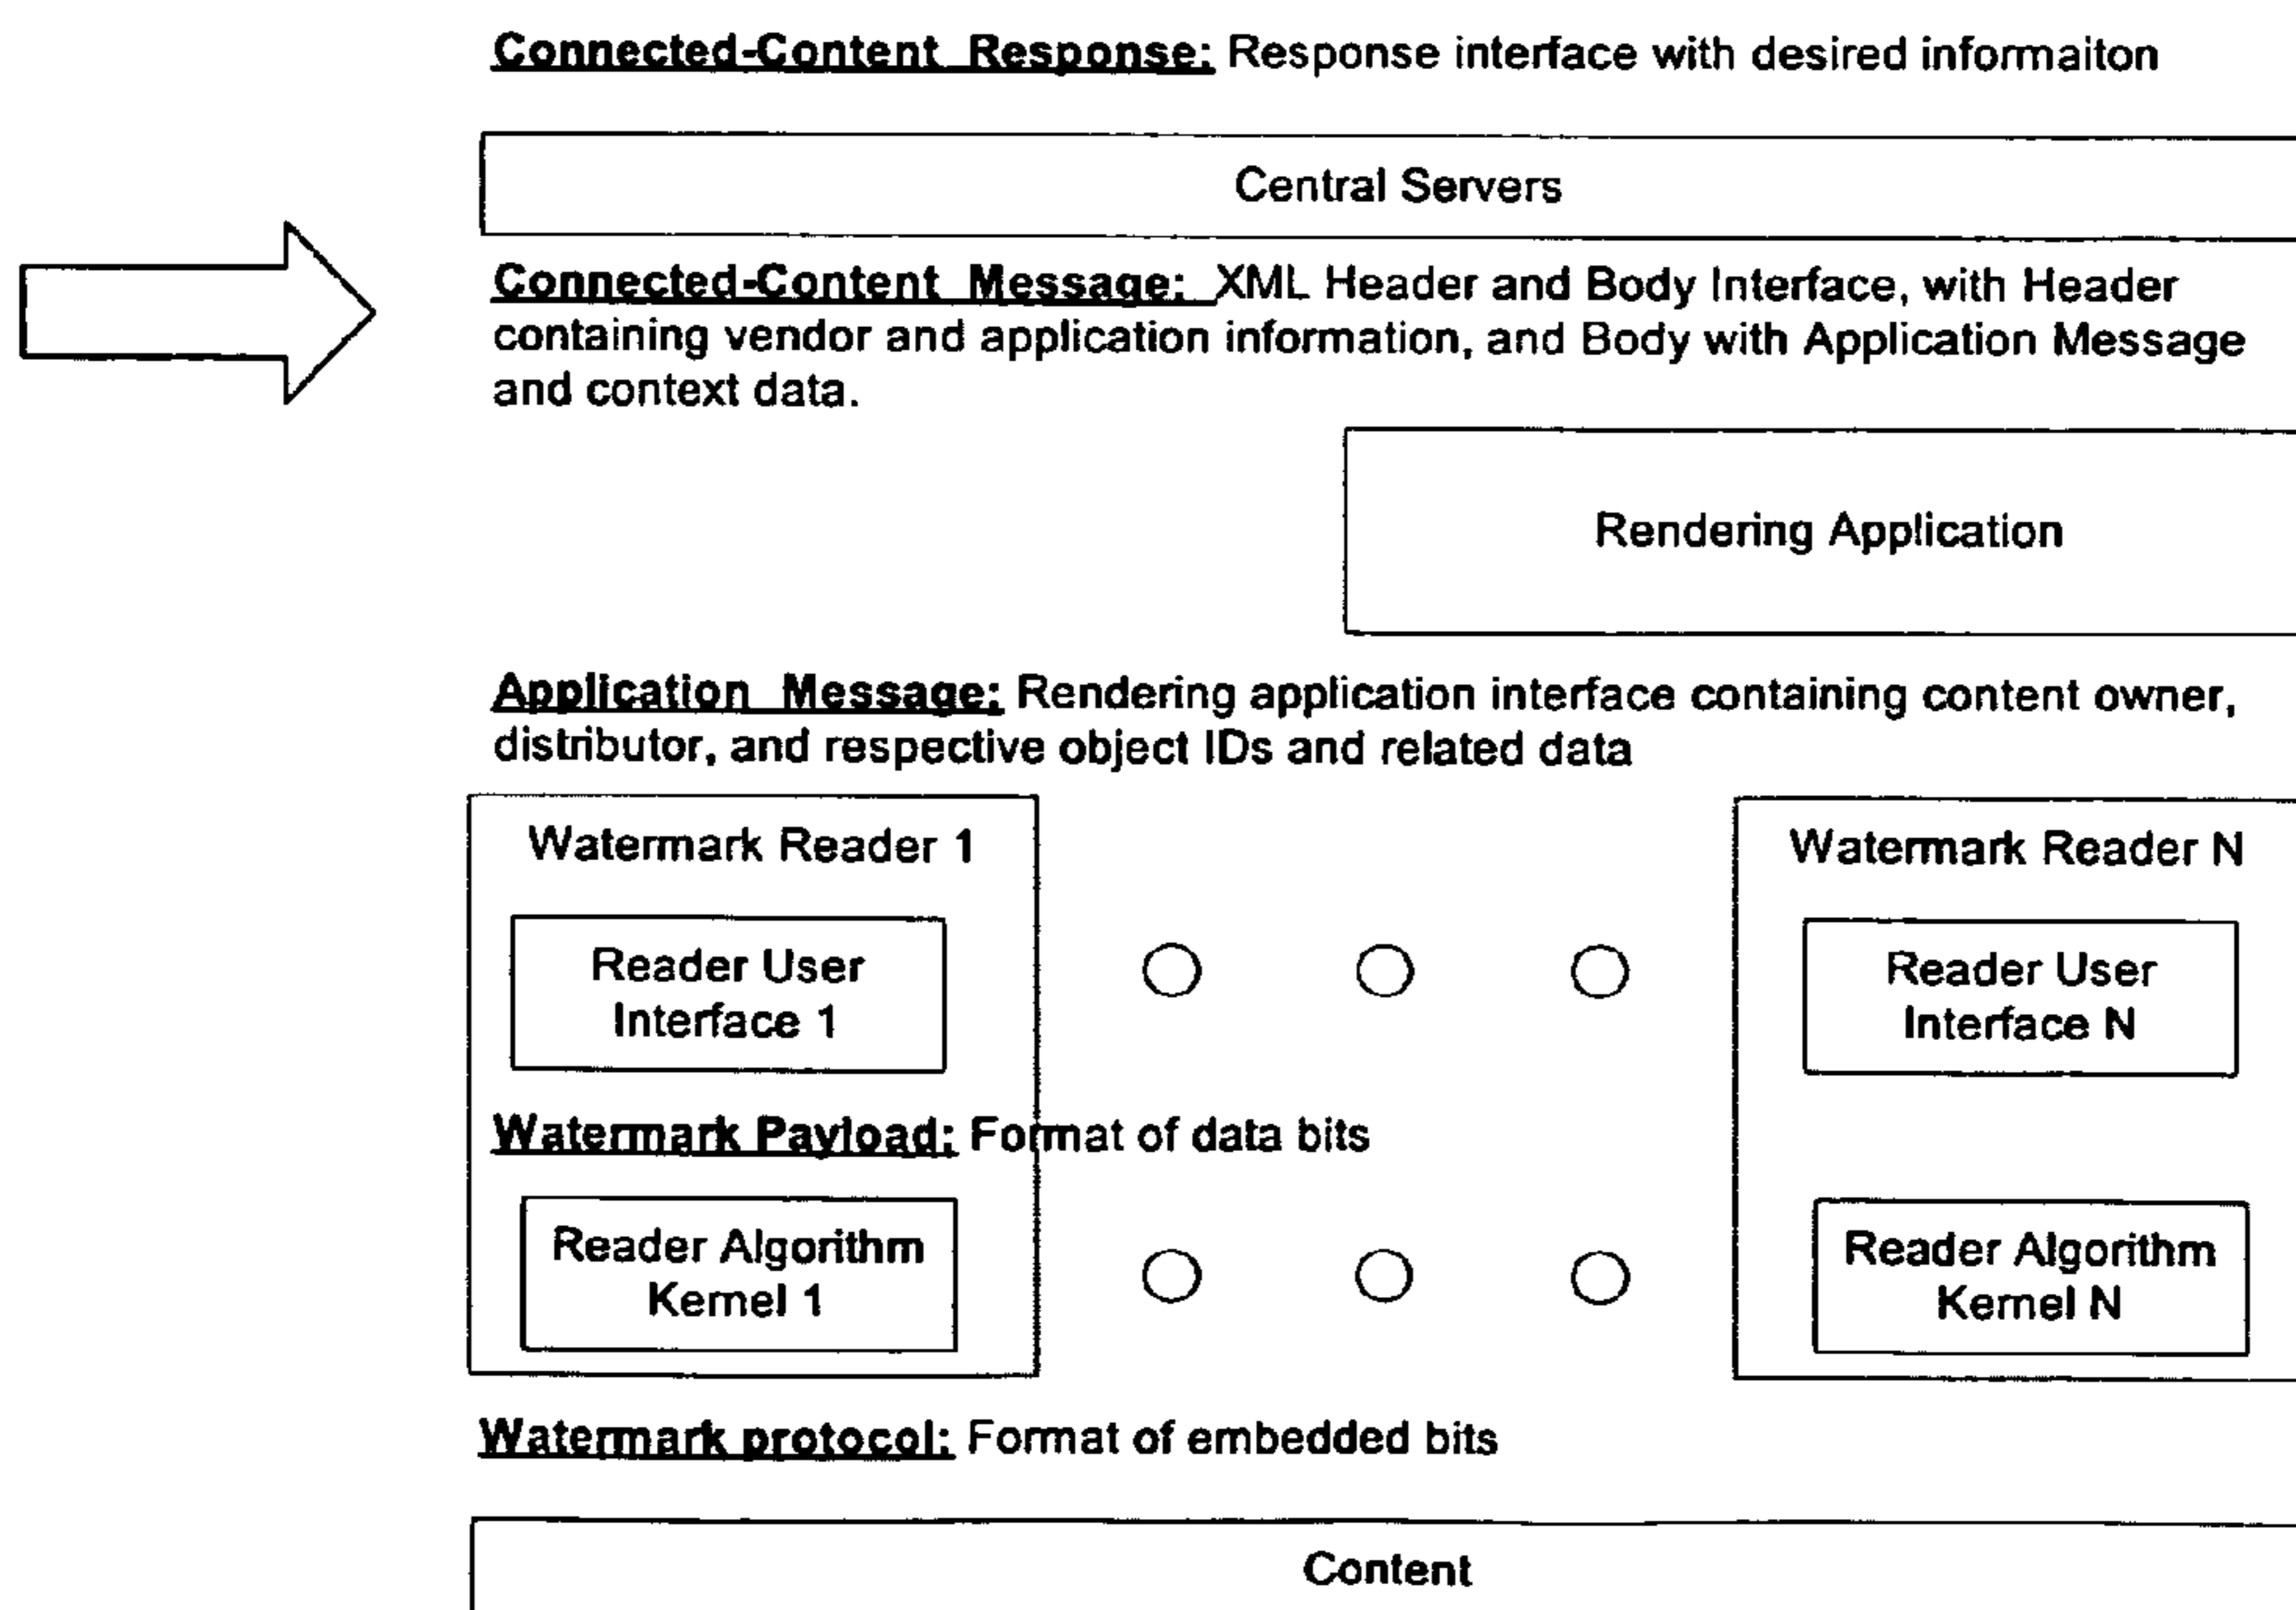 Connected-Content Response: Response interface with desired informaiton
Central Servers
Connected-Content Message: XML Header and Body Interface, with Header
containing vendor and application information, and Body with Application Message
and context data.
Rendering Application
Application Message: Rendering application interface containing content owner,
distributor, and respective object IDs and related data
Watermark Reader 1
Watermark Reader N
Reader User
Interface 1
Reader User
Interface N
Watermark Payload: Format of data bits
Reader Algorithm
Kernel 1
Reader Algorithm
Kernel N
Watermark protocol: Format of embedded bits
Content